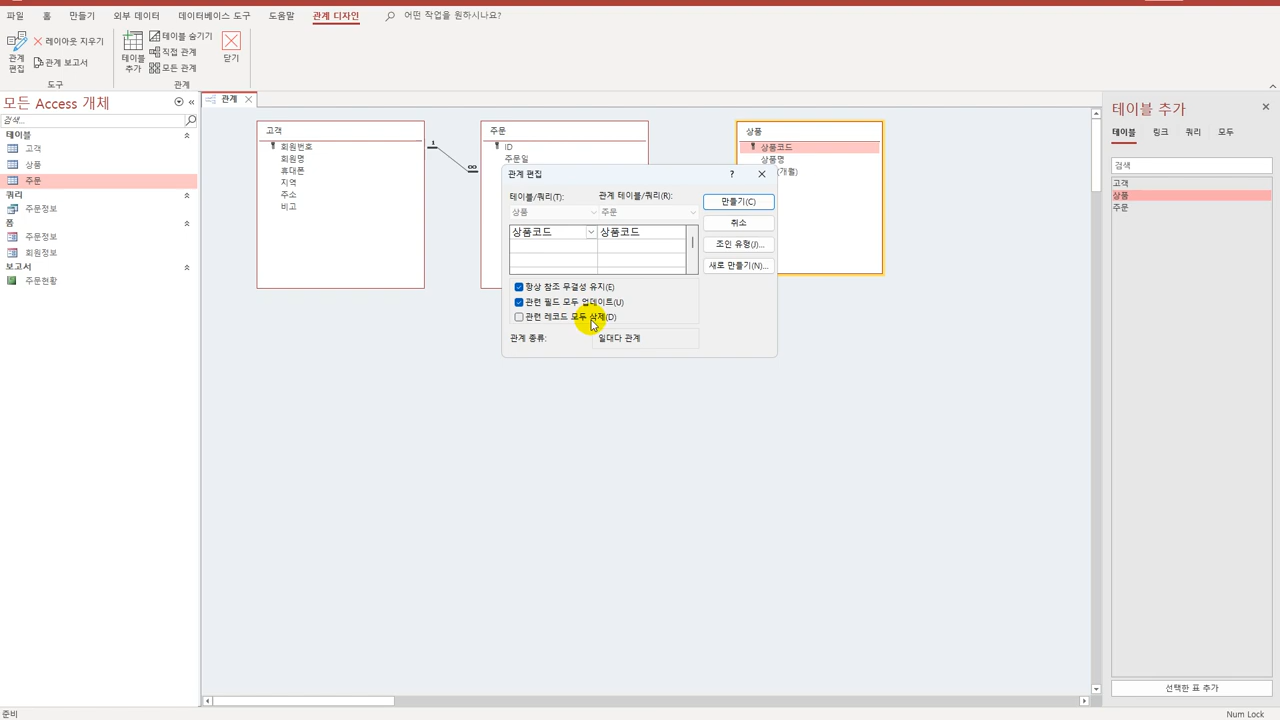 파일 홈 만들기 외부 데이터 데이터베이스 도구 도움말 관계 디자인 어떤 작업을 원하시나요?
관계 편집
레이아웃 지우기
관계 보고서
도구
테이블 추가
테이블 숨기기
직접 관계
모든 관계
관계
닫기
모든 Access 개체
검색...
테이블
고객
상품
주문
쿼리
주문정보
폼
주문정보
회원정보
보고서
주문현황
관계
고객
회원번호
회원명
휴대폰
지역
주소
비고
1
∞
주문
ID
주문일
상품
상품코드
상품명
(개월)
관계 편집
?
테이블/쿼리(T): 관계 테이블/쿼리(R):
상품 주문
상품코드 상품코드
항상 참조 무결성 유지(E)
관련 필드 모두 업데이트(U)
관련 레코드 모두 삭제(D)
관계 종류: 일대다 관계
만들기(C)
취소
조인 유형(J)...
새로 만들기(N)...
테이블 추가
테이블 링크 쿼리 모두
검색
고객
상품
주문
선택한 표 추가
준비
Num Lock